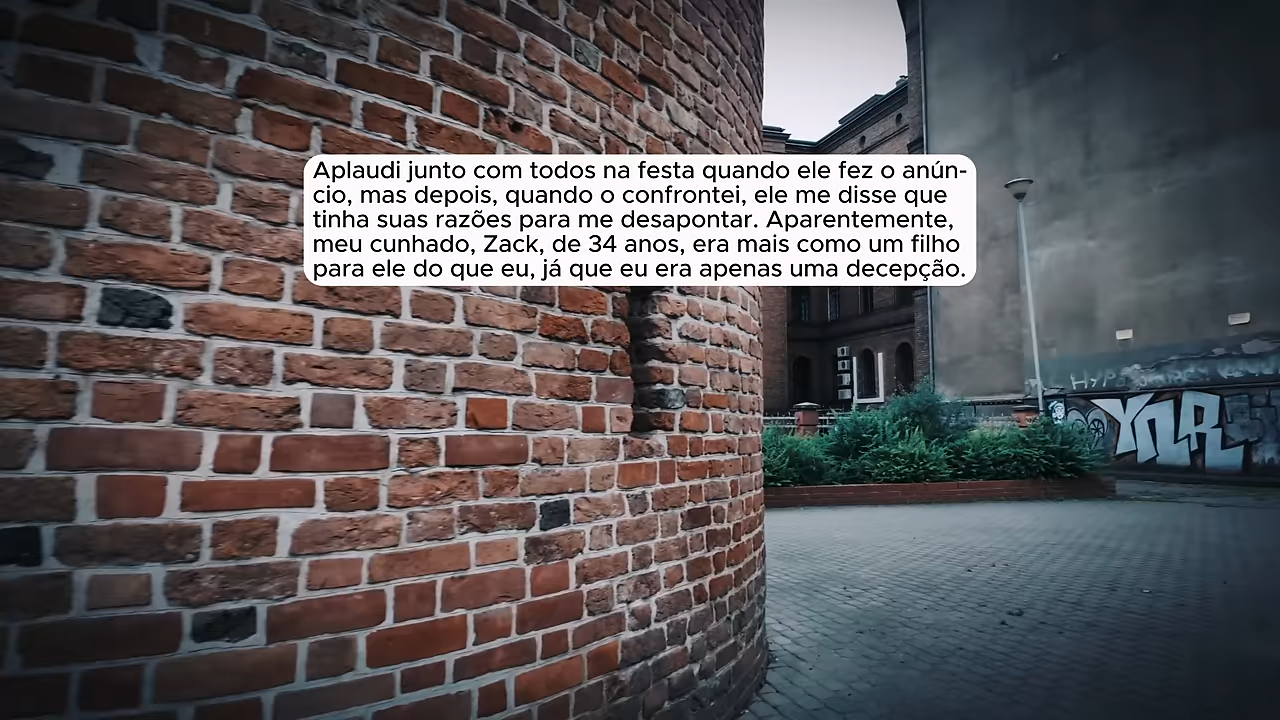 Aplaudi junto com todos na festa quando ele fez o anún-
cio, mas depois, quando o confrontei, ele me disse que
tinha suas razões para me desapontar. Aparentemente,
meu cunhado, Zack, de 34 anos, era mais como um filho
para ele do que eu, já que eu era apenas uma decepção.